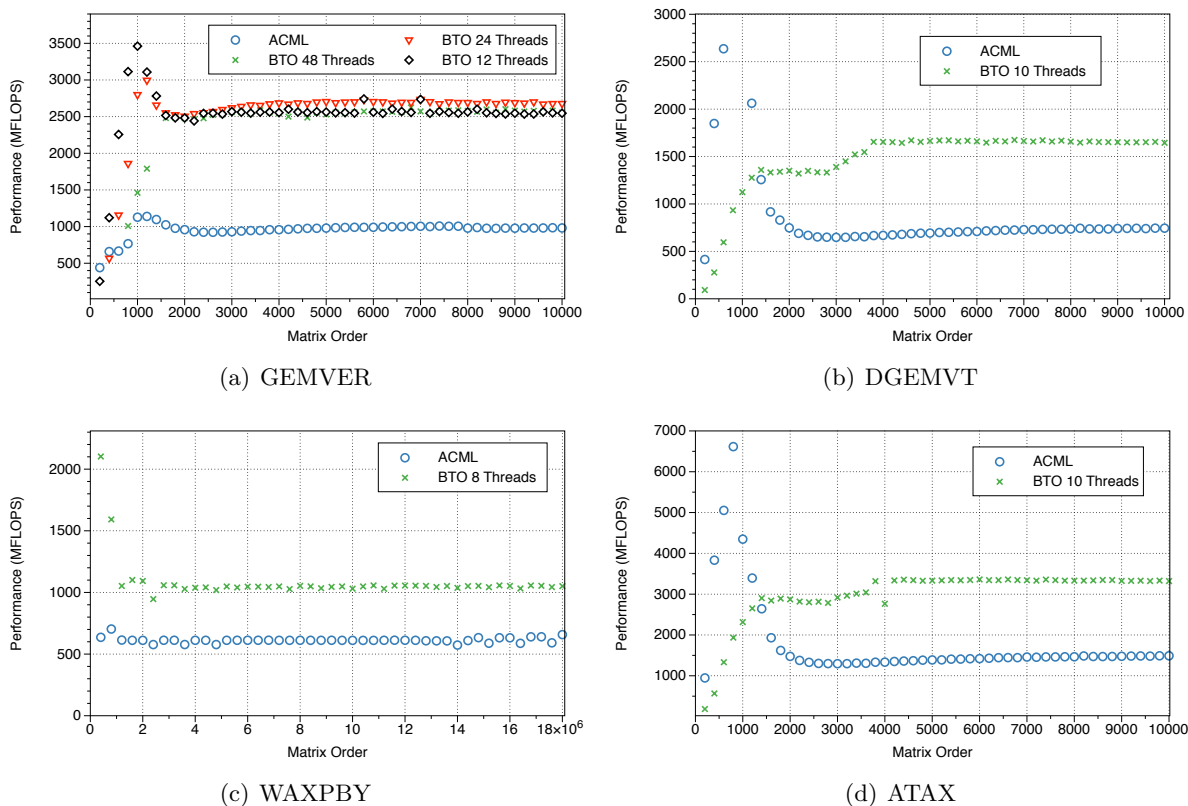 3500
3000
2500
2000
1500
1000
500
Performance (MFLOPS)
ACML
BTO 48 Threads
BTO 24 Threads
BTO 12 Threads
0 1000 2000 3000 4000 5000 6000 7000 8000 9000 10000
Matrix Order
(a) GEMVER
3000
2500
2000
1500
1000
500
0
Performance (MFLOPS)
ACML
BTO 10 Threads
0 1000 2000 3000 4000 5000 6000 7000 8000 9000 10000
Matrix Order
(b) DGEMVT
2000
1500
1000
500
0
Performance (MFLOPS)
ACML
BTO 8 Threads
0 2 4 6 8 10 12 14 16 18×10⁶
Matrix Order
(c) WAXPBY
7000
6000
5000
4000
3000
2000
1000
Performance (MFLOPS)
ACML
BTO 10 Threads
0 1000 2000 3000 4000 5000 6000 7000 8000 9000 10000
Matrix Order
(d) ATAX